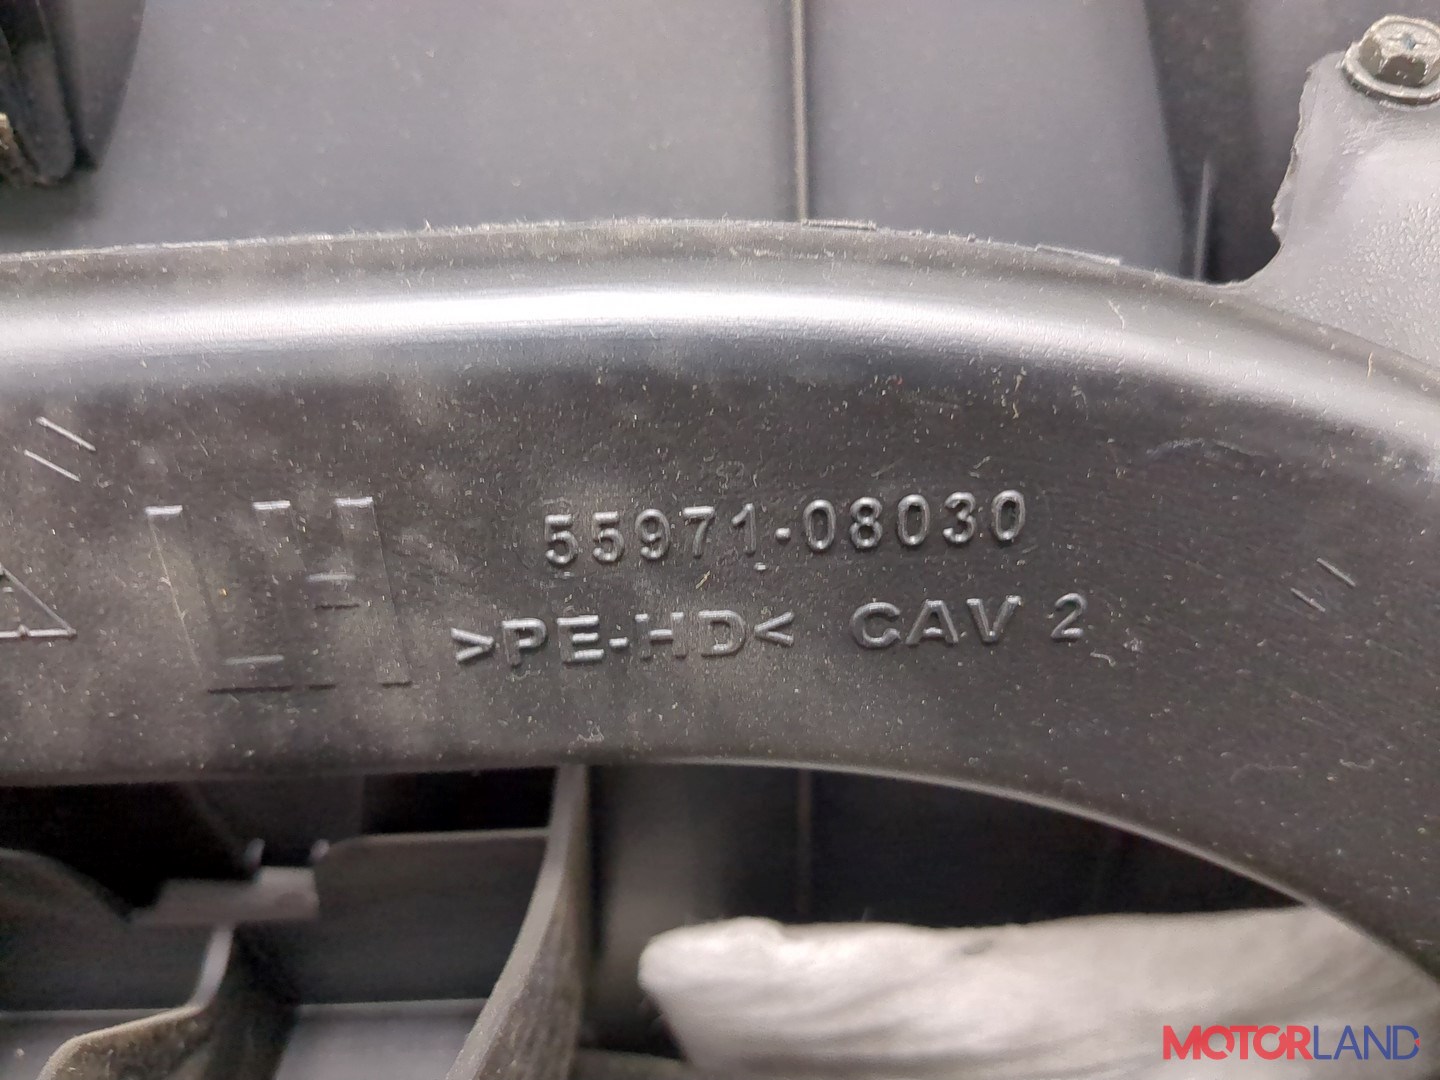 LH
55971-08030
>PE-HD< CAV 2
MOTORLAND